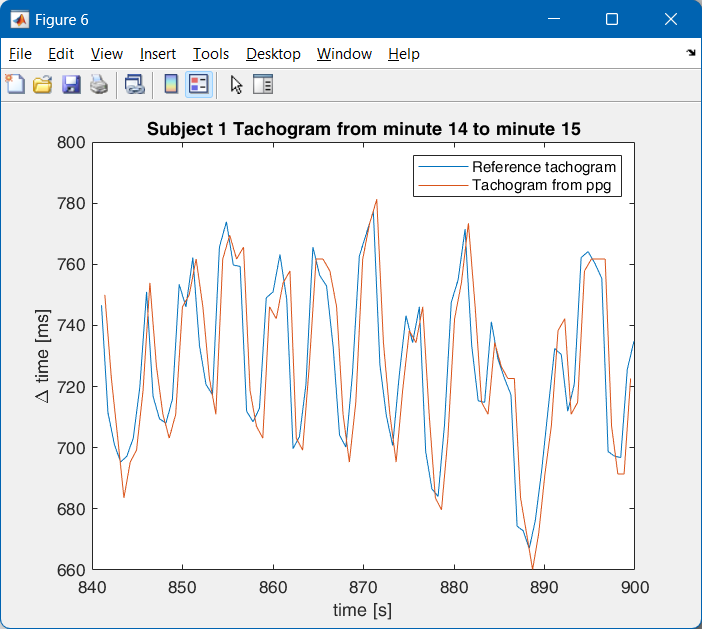 Figure 6
File Edit View Insert Tools Desktop Window Help
Subject 1 Tachogram from minute 14 to minute 15
Reference tachogram
Tachogram from ppg
800
780
760
740
720
700
680
660
Δ time [ms]
840 850 860 870 880 890 900
time [s]